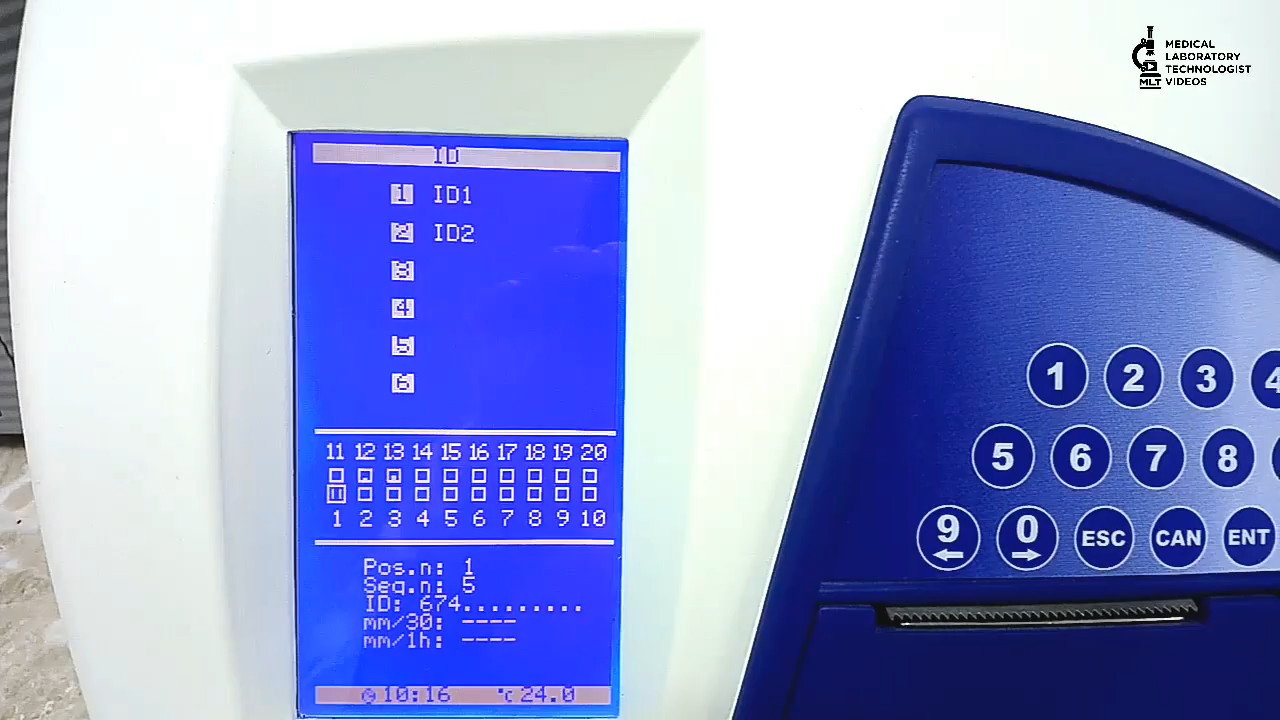 MEDICAL
LABORATORY
TECHNOLOGIST
MLT VIDEOS
ID
1 ID1
2 ID2
3
4
5
6
11 12 13 14 15 16 17 18 19 20
1 2 3 4 5 6 7 8 9 10
Pos.n: 1
Seq.n: 5
ID: 674.........
mm/30: ----
mm/1h: ----
10:16 °C 24.0
1 2 3 4
5 6 7 8
9 0 ESC CAN ENT